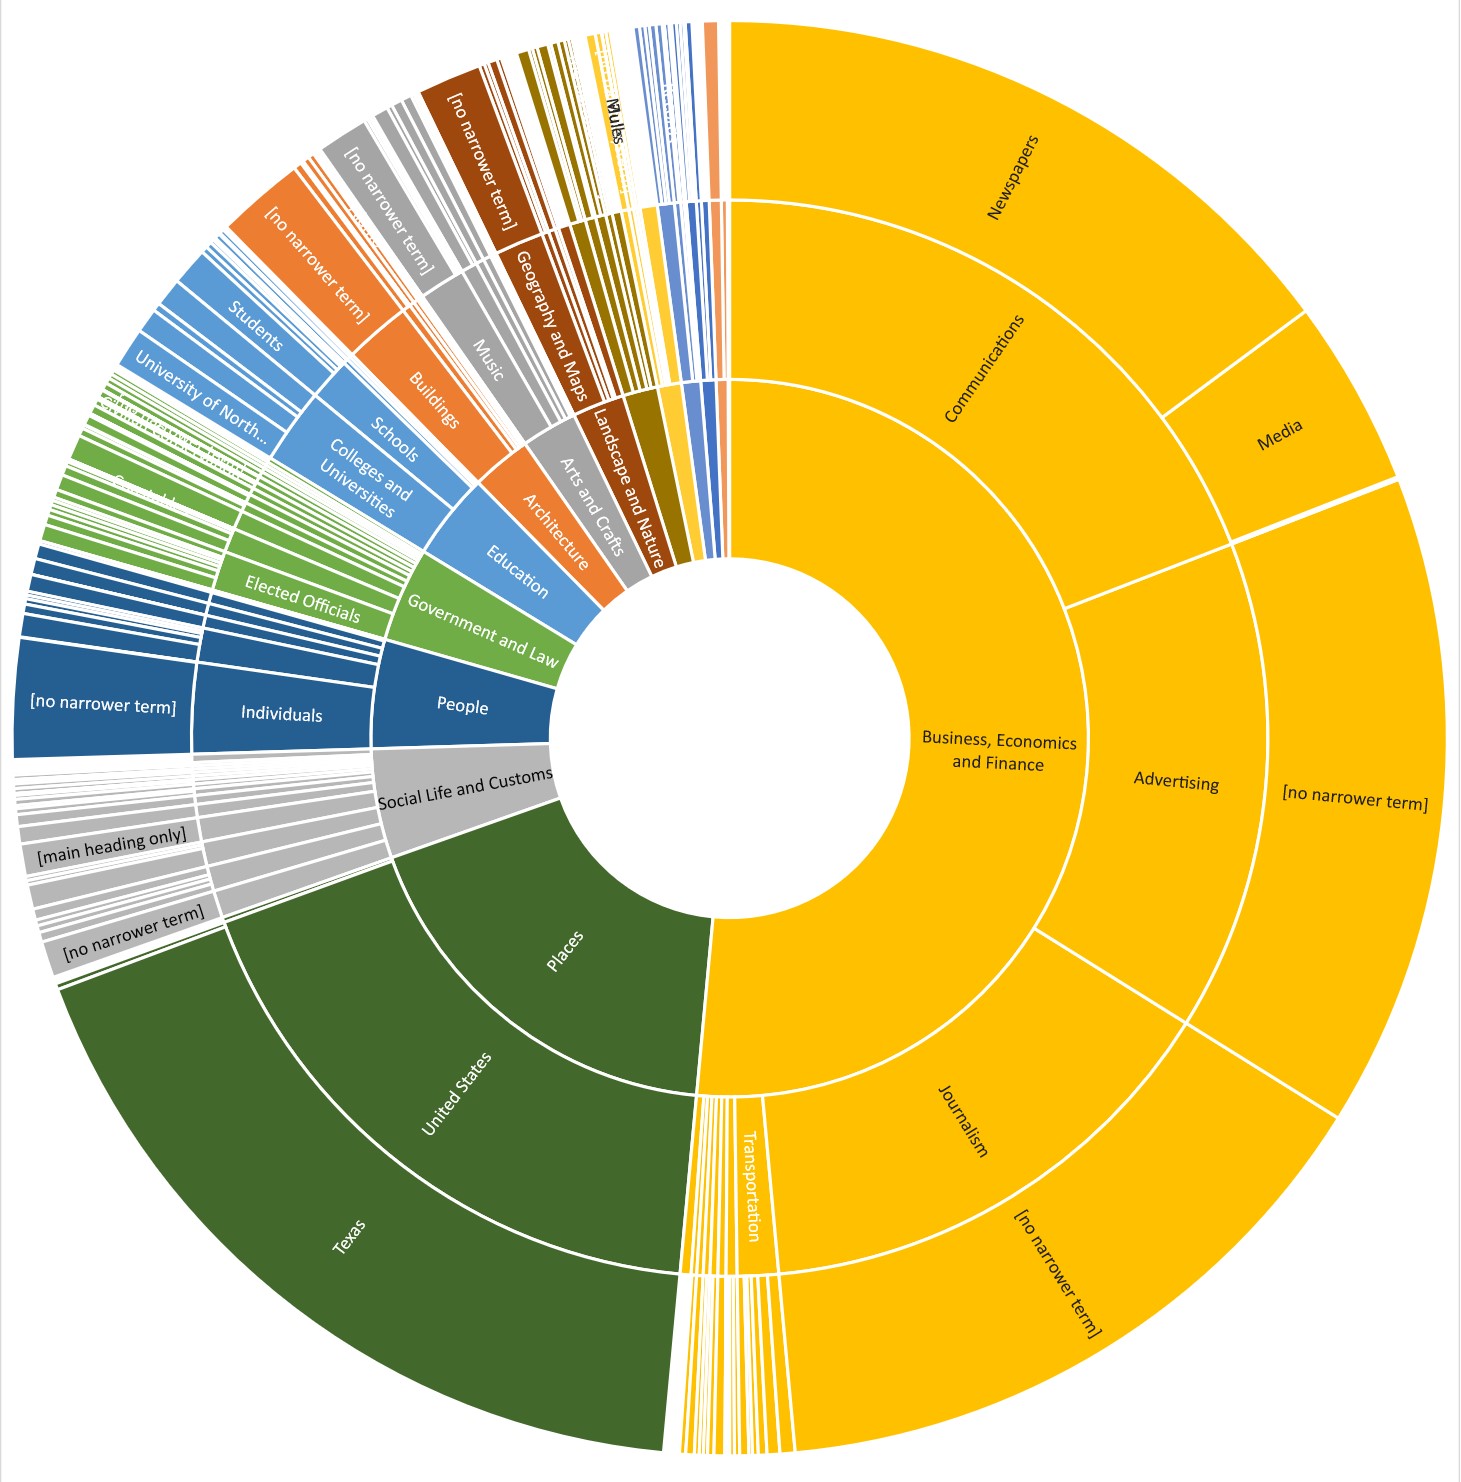 Newspapers
Communications
Media
Business, Economics
and Finance
Advertising
[no narrower term]
Journalism
[no narrower term]
Transportation
Places
United States
Texas
Social Life and Customs
[main heading only]
[no narrower term]
People
Individuals
[no narrower term]
Government and Law
Elected Officials
Education
Colleges and
Universities
Schools
University of North...
Students
Architecture
Buildings
[no narrower term]
Arts and Crafts
Music
[no narrower term]
Landscape and Nature
Geography and Maps
[no narrower term]
Mules